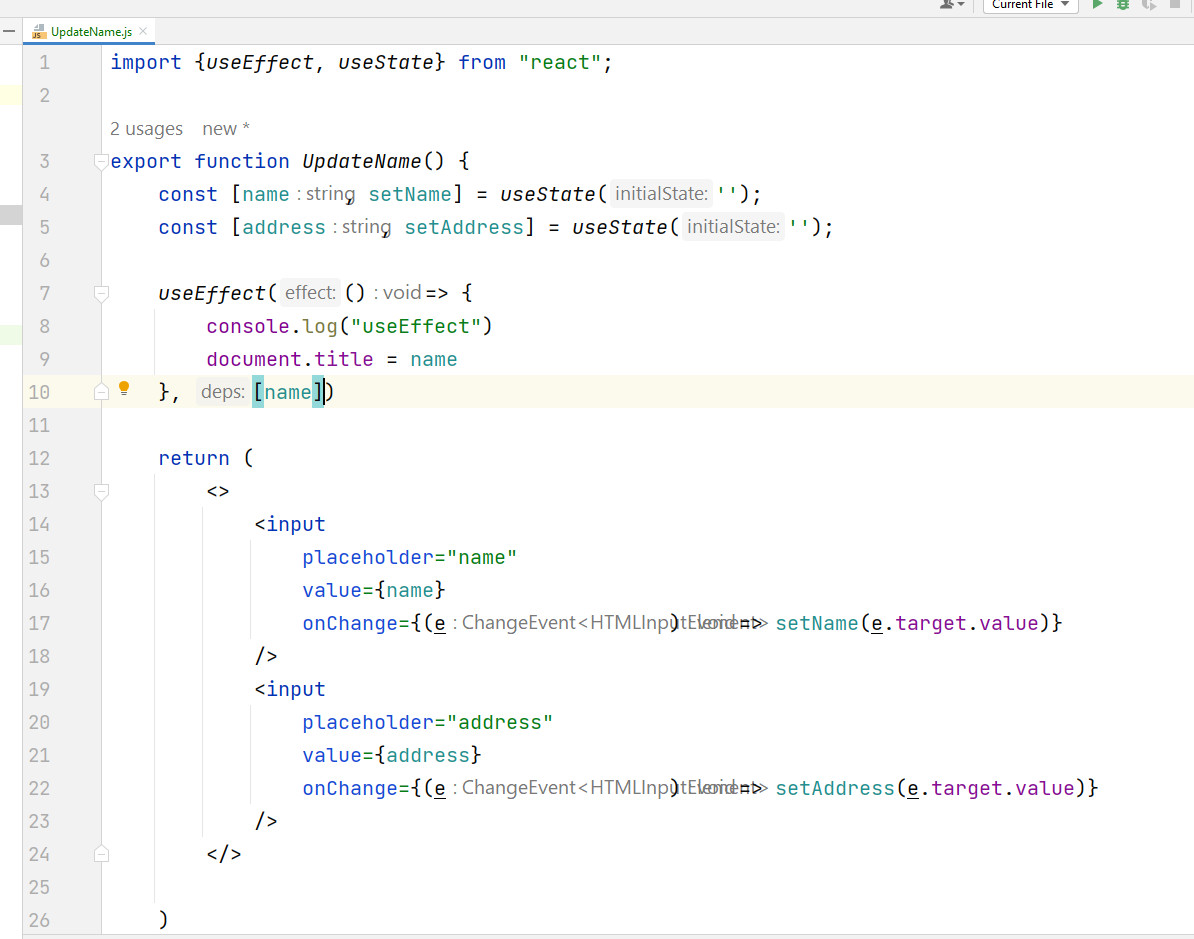 Current File
UpdateName.js
1 import {useEffect, useState} from "react";
2
2 usages new *
3 export function UpdateName() {
4 const [name : string, setName] = useState( initialState: '');
5 const [address : string, setAddress] = useState( initialState: '');
6
7 useEffect( effect: () : void => {
8 console.log("useEffect")
9 document.title = name
10 }, deps: [name])
11
12 return (
13 <>
14 <input
15 placeholder="name"
16 value={name}
17 onChange={(e : ChangeEvent<HTMLInputElement> ) : void => setName(e.target.value)}
18 />
19 <input
20 placeholder="address"
21 value={address}
22 onChange={(e : ChangeEvent<HTMLInputElement> ) : void => setAddress(e.target.value)}
23 />
24 </>
25
26 )